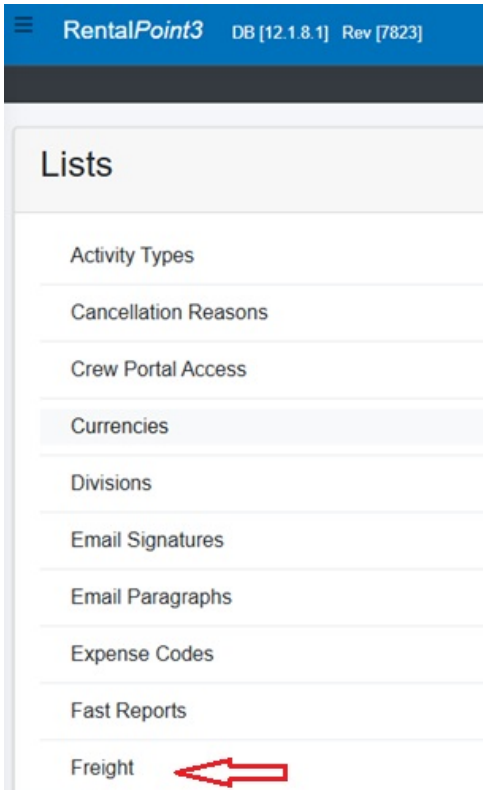 RentalPoint3 DB [12.1.8.1] Rev [7823]
Lists
Activity Types
Cancellation Reasons
Crew Portal Access
Currencies
Divisions
Email Signatures
Email Paragraphs
Expense Codes
Fast Reports
Freight